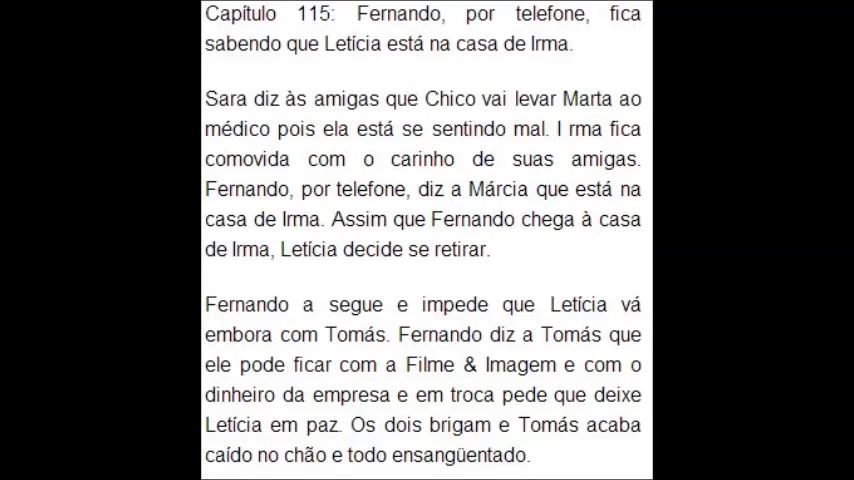 Capítulo 115: Fernando, por telefone, fica
sabendo que Letícia está na casa de Irma.
Sara diz às amigas que Chico vai levar Marta ao
médico pois ela está se sentindo mal. I rma fica
comovida com o carinho de suas amigas.
Fernando, por telefone, diz a Márcia que está na
casa de Irma. Assim que Fernando chega à casa
de Irma, Letícia decide se retirar.
Fernando a segue e impede que Letícia vá
embora com Tomás. Fernando diz a Tomás que
ele pode ficar com a Filme & Imagem e com o
dinheiro da empresa e em troca pede que deixe
Letícia em paz. Os dois brigam e Tomás acaba
caído no chão e todo ensangüentado.